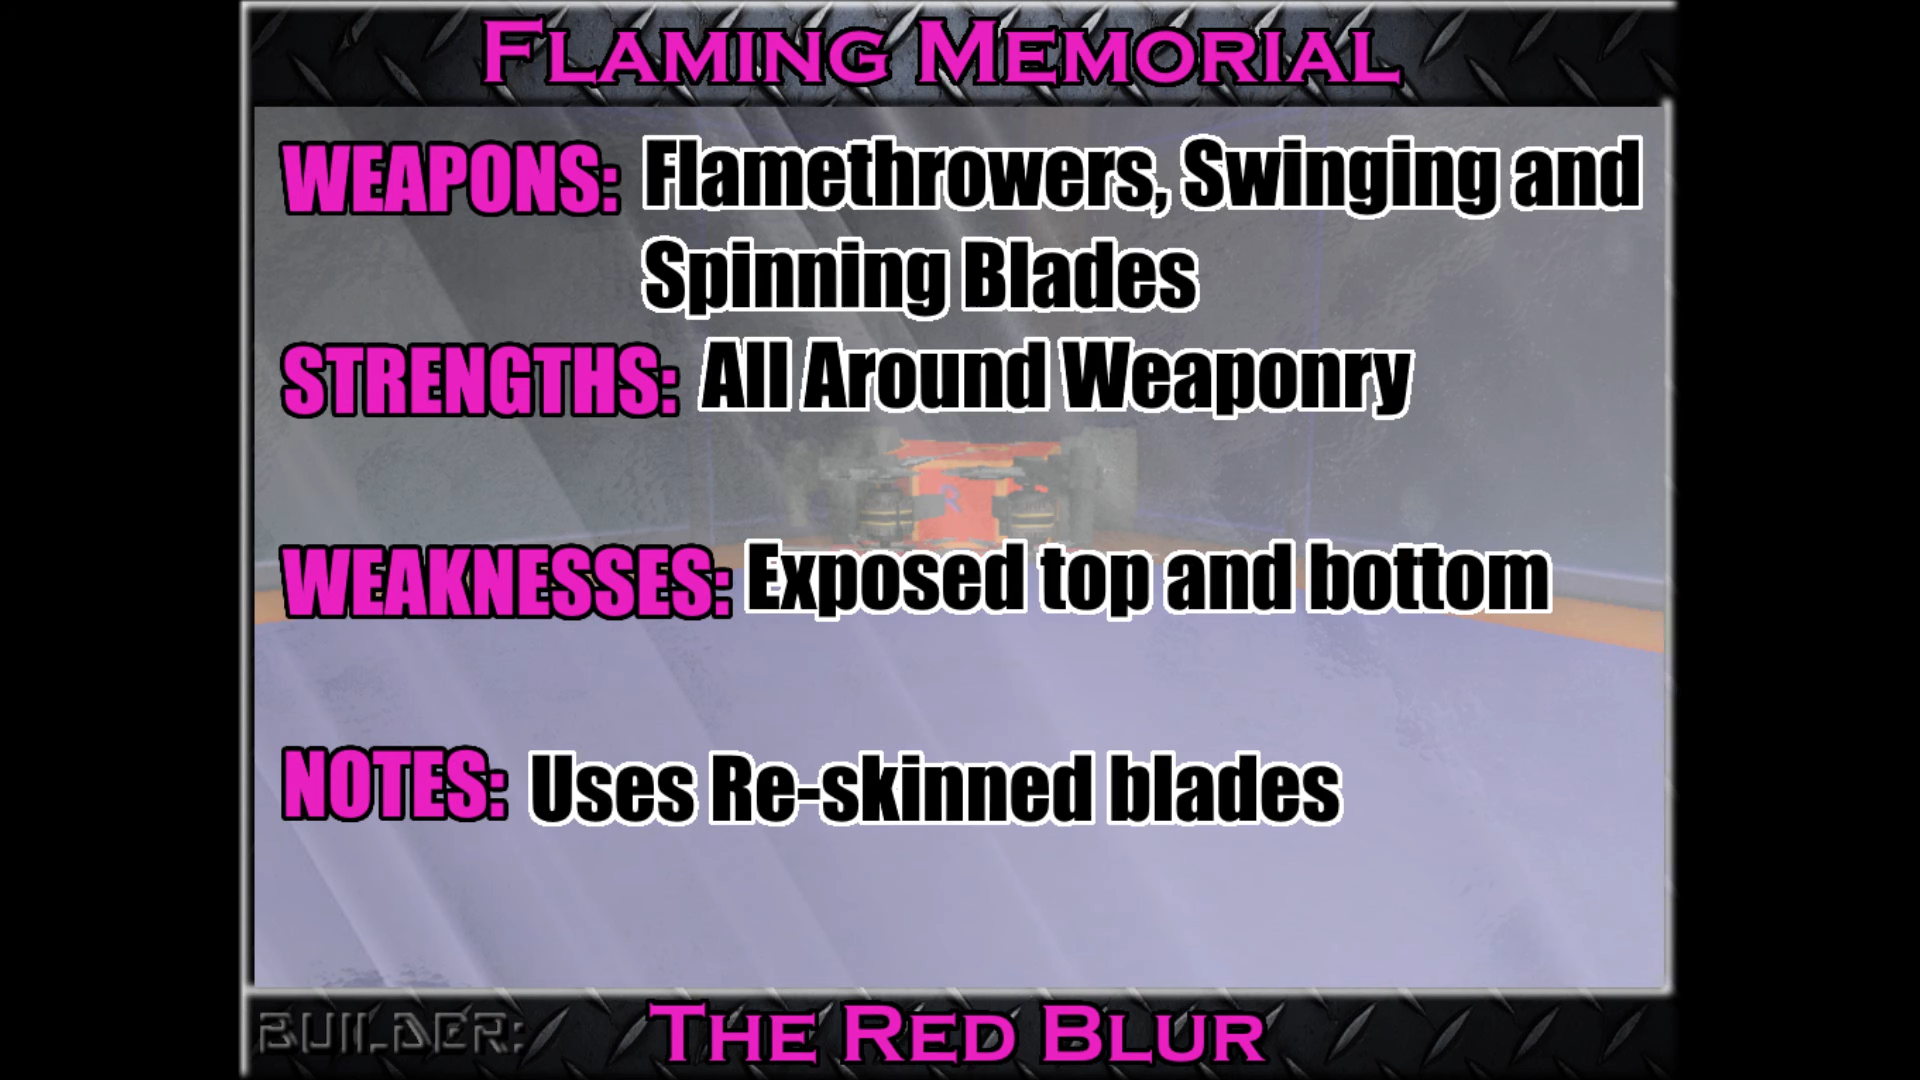 FLAMING MEMORIAL
WEAPONS: Flamethrowers, Swinging and
Spinning Blades
STRENGTHS: All Around Weaponry
R
WEAKNESSES: Exposed top and bottom
NOTES: Uses Re-skinned blades
BUILDER: THE RED BLUR